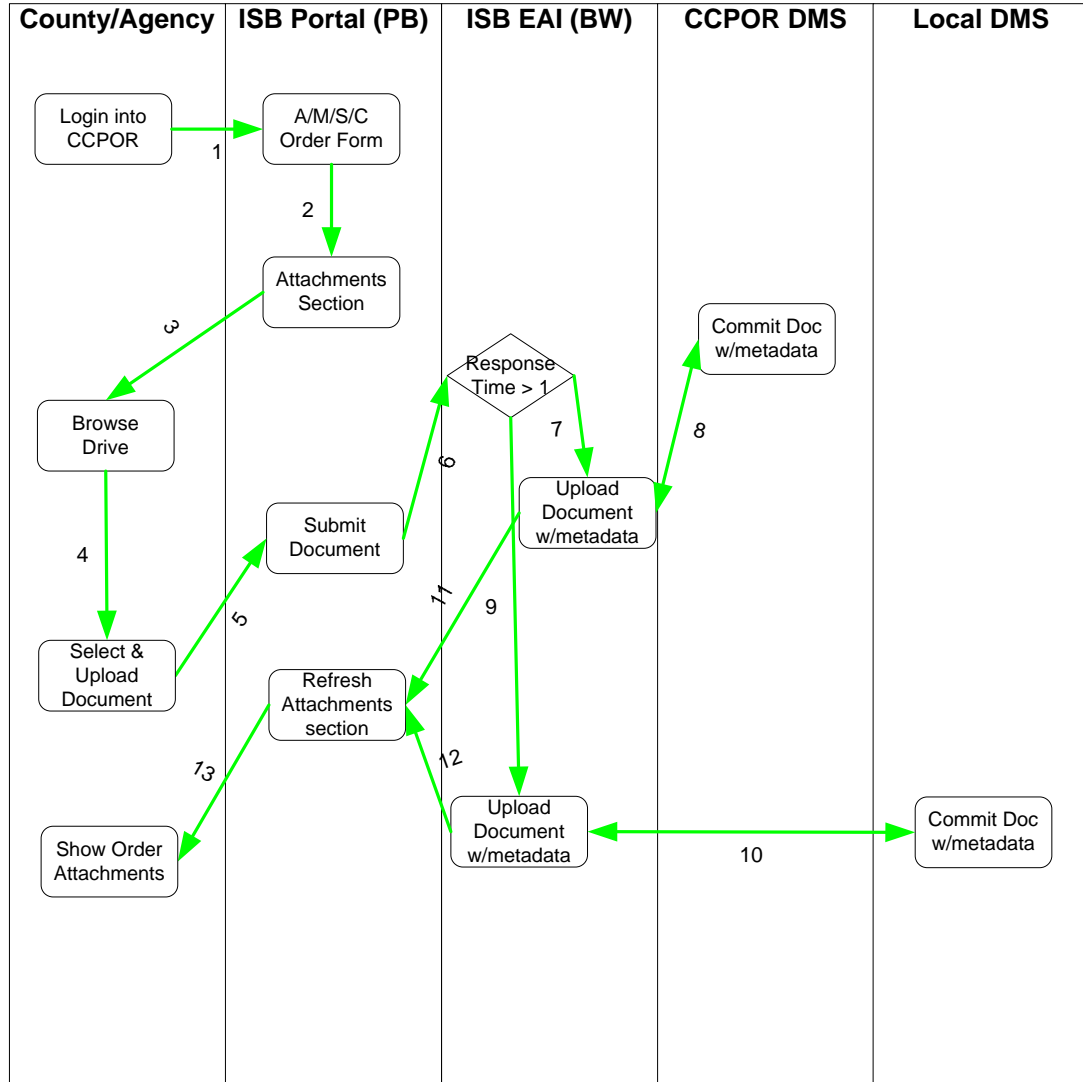 County/Agency
ISB Portal (PB)
ISB EAI (BW)
CCPOR DMS
Local DMS
Login into
CCPOR
1
A/M/S/C
Order Form
2
Attachments
Section
3
Commit Doc
w/metadata
Response
Time > 1
Browse
Drive
7
8
6
Upload
Document
w/metadata
Submit
Document
4
11
9
5
Select &
Upload
Document
Refresh
Attachments
section
12
13
Upload
Document
w/metadata
Commit Doc
w/metadata
Show Order
Attachments
10